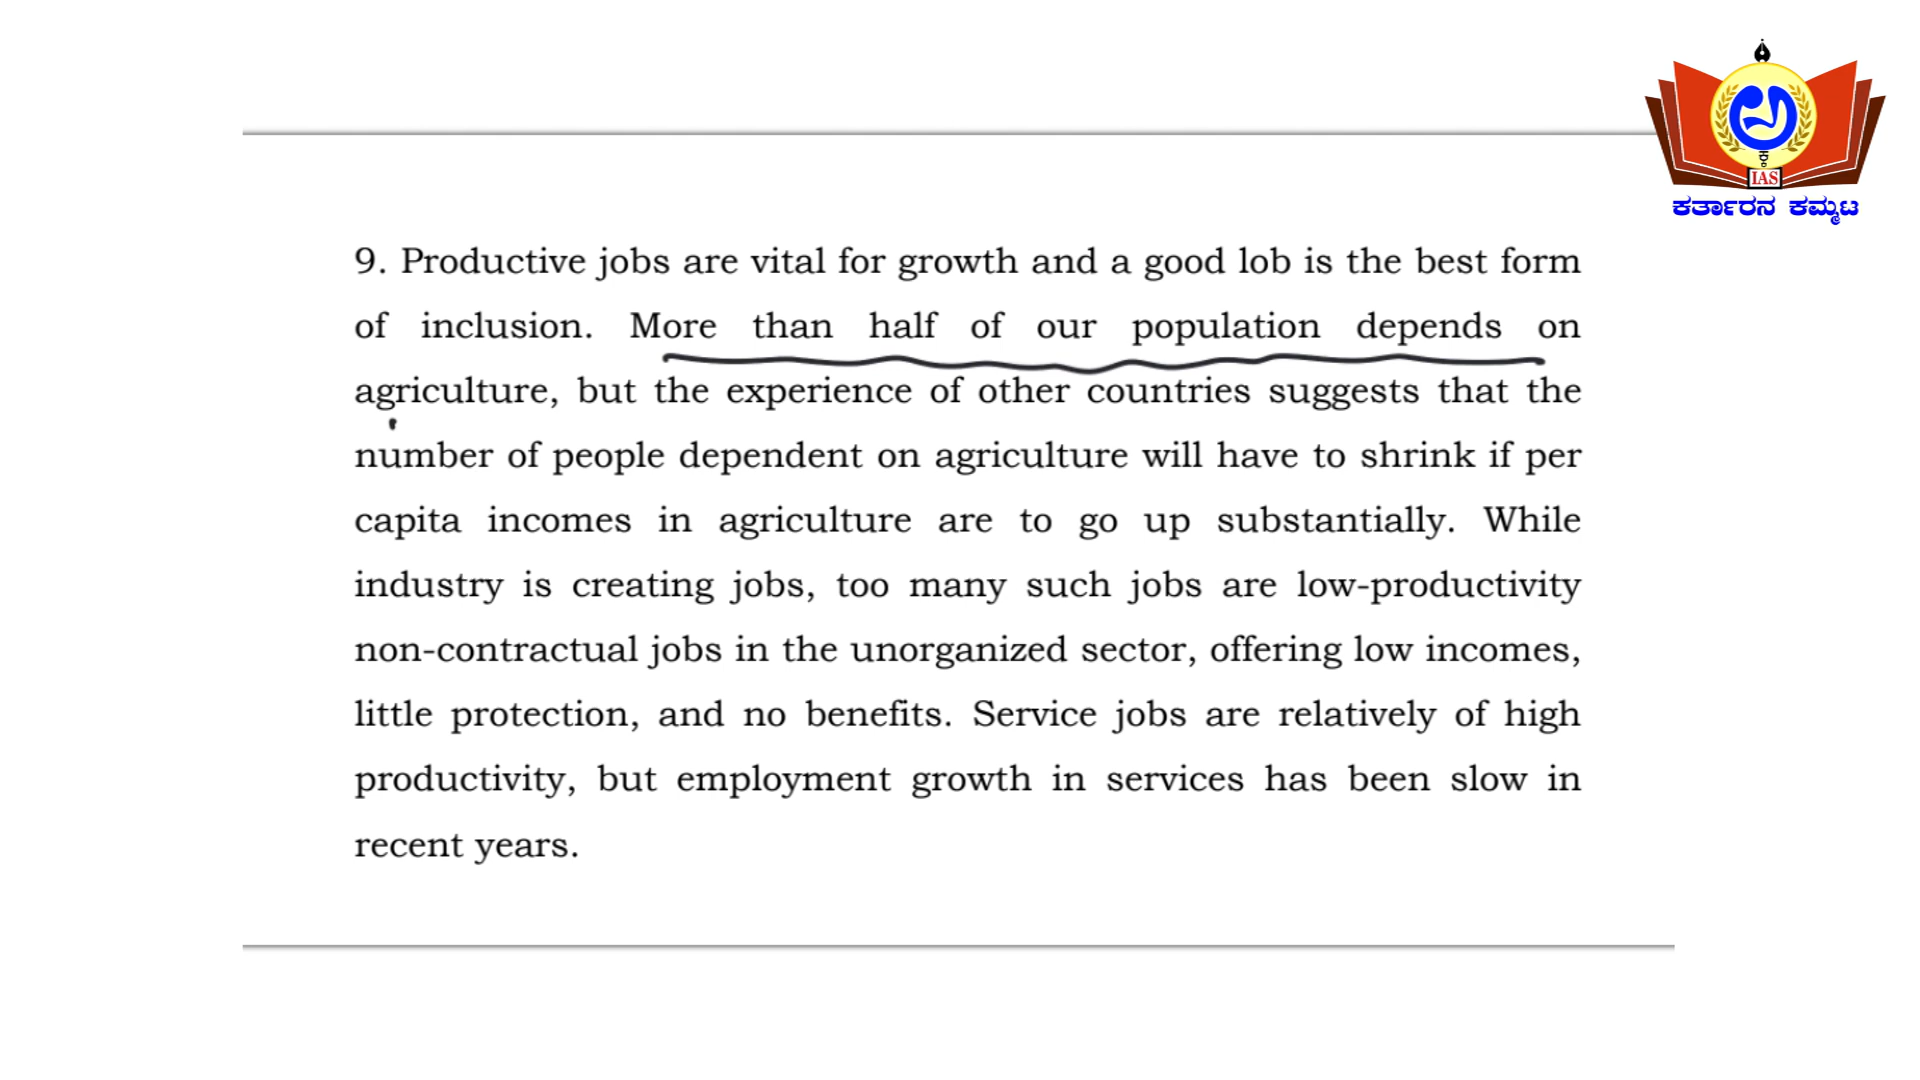 IAS
ಕರ್ತಾರನ ಕಮ್ಮಟ
9. Productive jobs are vital for growth and a good lob is the best form
of inclusion. More than half of our population depends on
agriculture, but the experience of other countries suggests that the
number of people dependent on agriculture will have to shrink if per
capita incomes in agriculture are to go up substantially. While
industry is creating jobs, too many such jobs are low-productivity
non-contractual jobs in the unorganized sector, offering low incomes,
little protection, and no benefits. Service jobs are relatively of high
productivity, but employment growth in services has been slow in
recent years.